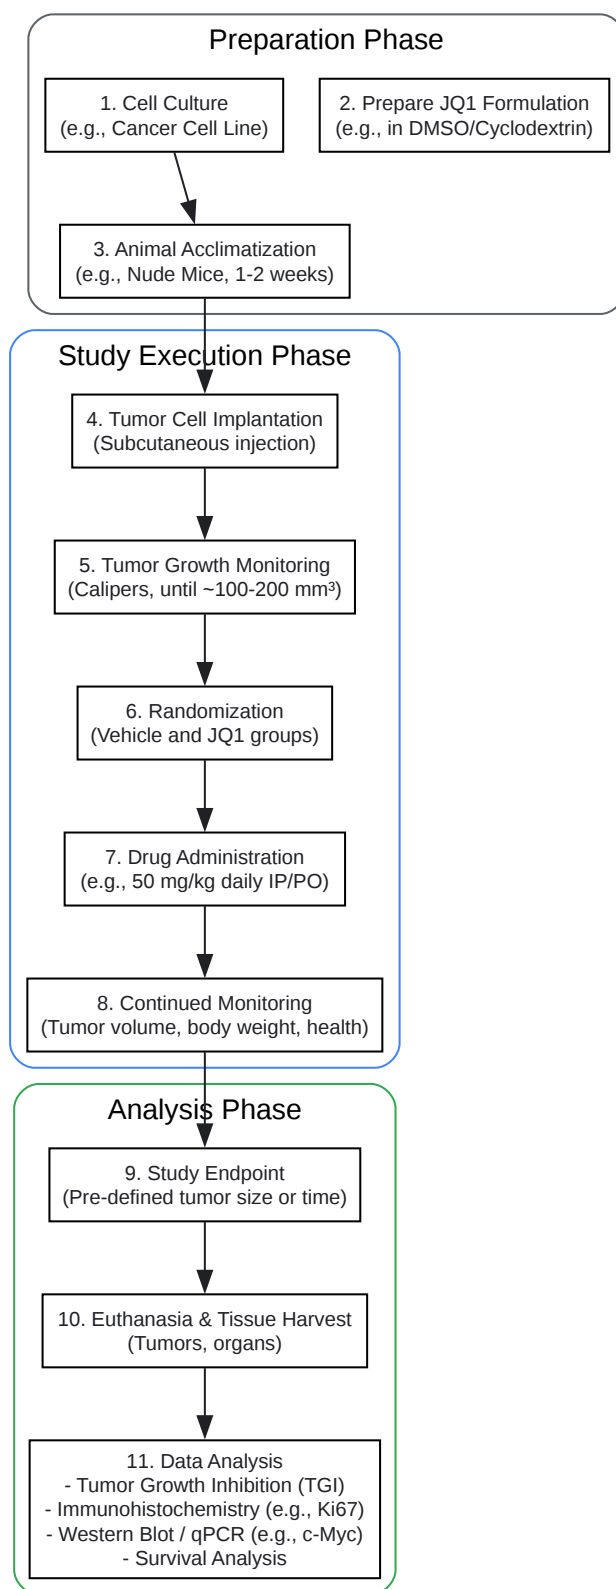 Preparation Phase
1. Cell Culture
(e.g., Cancer Cell Line)
2. Prepare JQ1 Formulation
(e.g., in DMSO/Cyclodextrin)
3. Animal Acclimatization
(e.g., Nude Mice, 1-2 weeks)
Study Execution Phase
4. Tumor Cell Implantation
(Subcutaneous injection)
5. Tumor Growth Monitoring
(Calipers, until ~100-200 mm³)
6. Randomization
(Vehicle and JQ1 groups)
7. Drug Administration
(e.g., 50 mg/kg daily IP/PO)
8. Continued Monitoring
(Tumor volume, body weight, health)
Analysis Phase
9. Study Endpoint
(Pre-defined tumor size or time)
10. Euthanasia & Tissue Harvest
(Tumors, organs)
11. Data Analysis
- Tumor Growth Inhibition (TGI)
- Immunohistochemistry (e.g., Ki67)
- Western Blot / qPCR (e.g., c-Myc)
- Survival Analysis